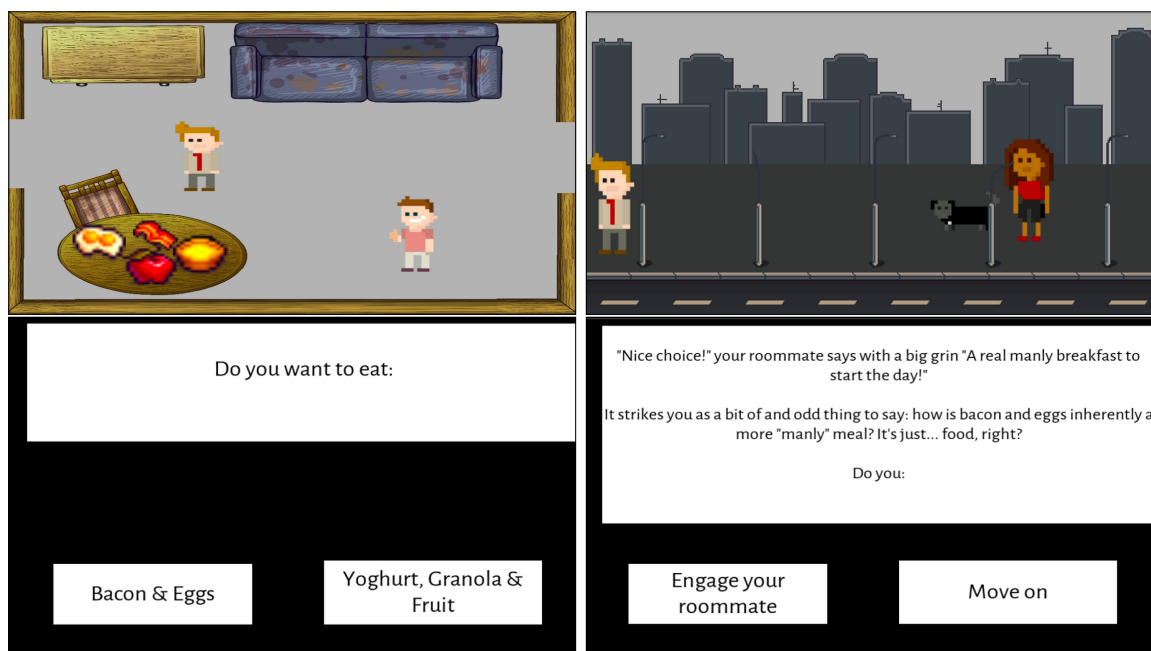 Do you want to eat:
Bacon & Eggs
Yoghurt, Granola &
Fruit
"Nice choice!" your roommate says with a big grin "A real manly breakfast to
start the day!"
It strikes you as a bit of and odd thing to say: how is bacon and eggs inherently a
more "manly" meal? It's just... food, right?
Do you:
Engage your
roommate
Move on